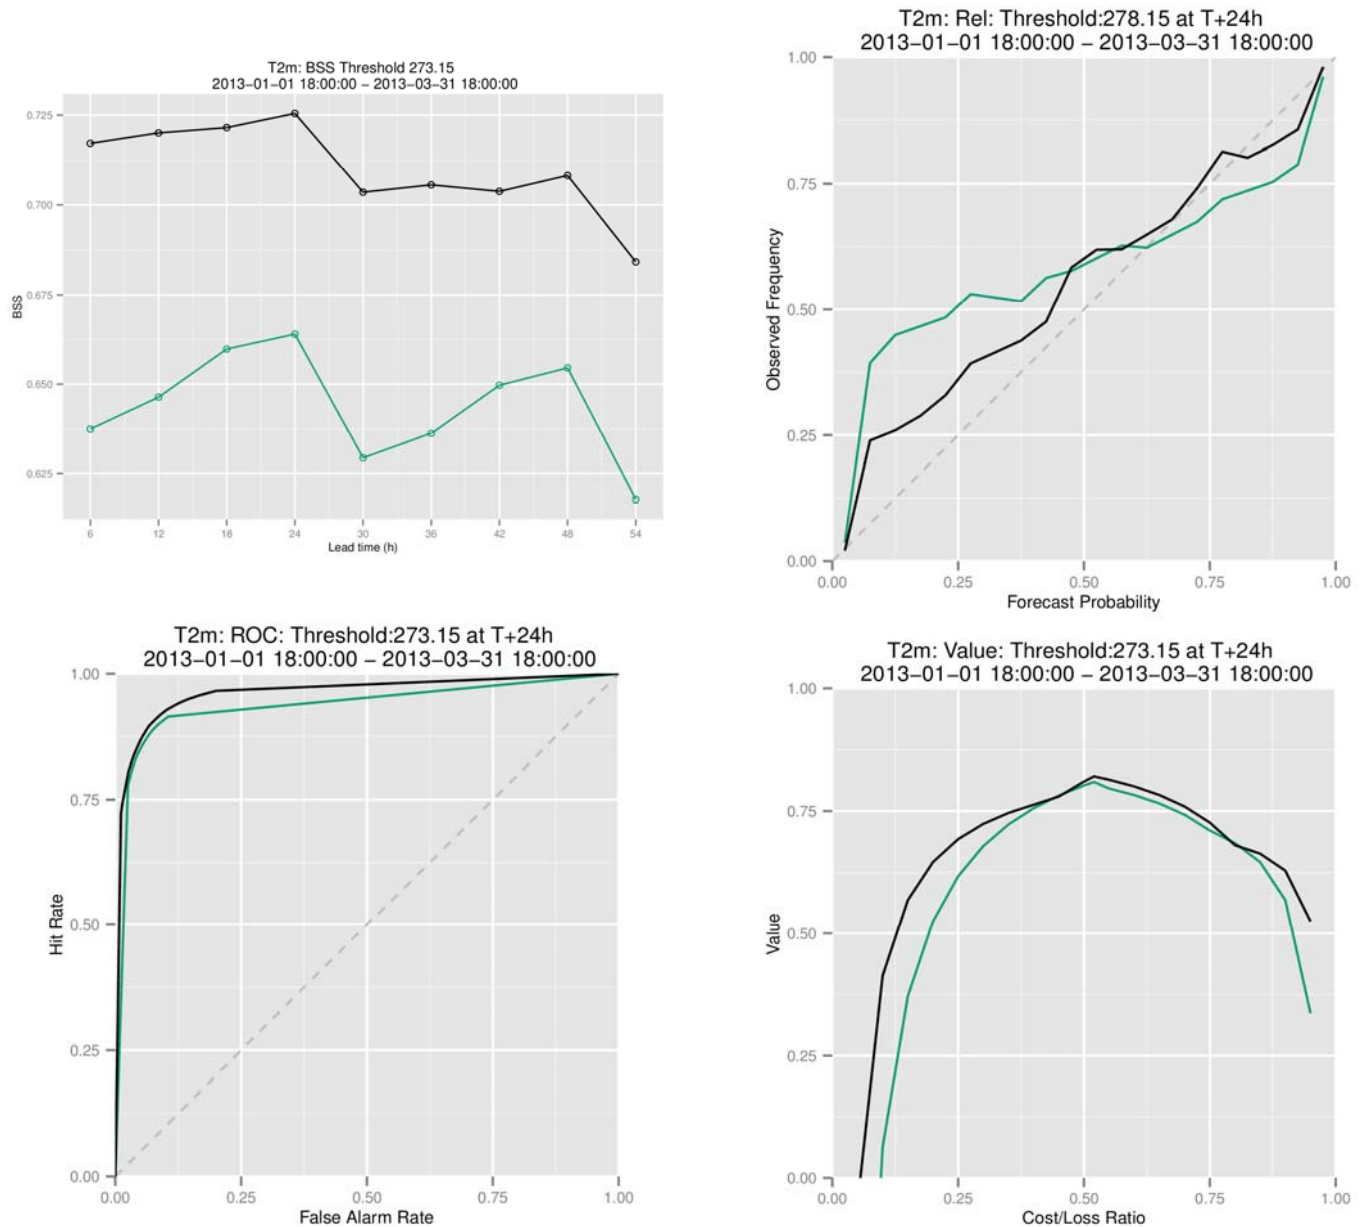 T2m: BSS Threshold 273.15
2013−01−01 18:00:00 − 2013−03−31 18:00:00
0.725
0.700
0.675
0.650
0.625
BSS
6 12 18 24 30 36 42 48 54
Lead time (h)
T2m: Rel: Threshold:278.15 at T+24h
2013−01−01 18:00:00 − 2013−03−31 18:00:00
1.00
0.75
0.50
0.25
0.00
Observed Frequency
0.00 0.25 0.50 0.75 1.00
Forecast Probability
T2m: ROC: Threshold:273.15 at T+24h
2013−01−01 18:00:00 − 2013−03−31 18:00:00
1.00
0.75
0.50
0.25
0.00
Hit Rate
0.00 0.25 0.50 0.75 1.00
False Alarm Rate
T2m: Value: Threshold:273.15 at T+24h
2013−01−01 18:00:00 − 2013−03−31 18:00:00
1.00
0.75
0.50
0.25
0.00
Value
0.00 0.25 0.50 0.75 1.00
Cost/Loss Ratio